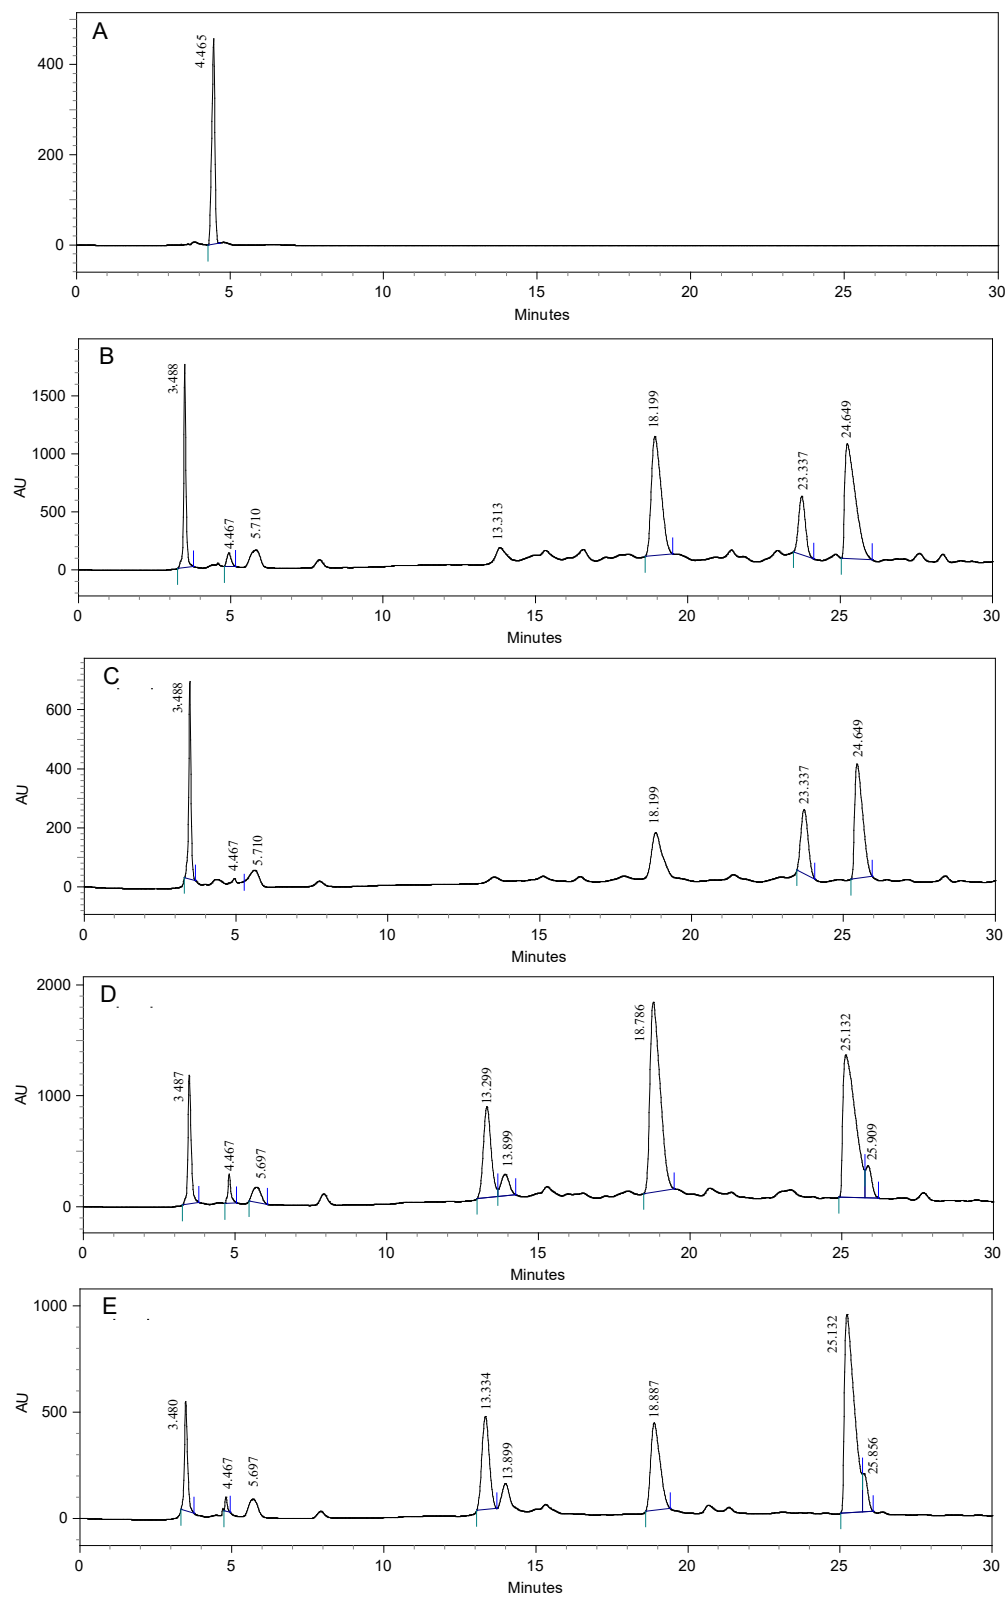 A
4.465
400
200
0
0 5 10 15 20 25 30
Minutes
B
3.488
4.467
5.710
13.313
18.199
23.337
24.649
1500
1000
500
0
AU
0 5 10 15 20 25 30
Minutes
C
3.488
4.467
5.710
18.199
23.337
24.649
600
400
200
0
AU
0 5 10 15 20 25 30
Minutes
D
3 487
4.467
5.697
13.299
13.899
18.786
25.132
25.909
2000
1000
0
AU
0 5 10 15 20 25 30
Minutes
E
3.480
4.467
5.697
13.334
13.899
18.887
25.132
25.856
1000
500
0
AU
0 5 10 15 20 25 30
Minutes